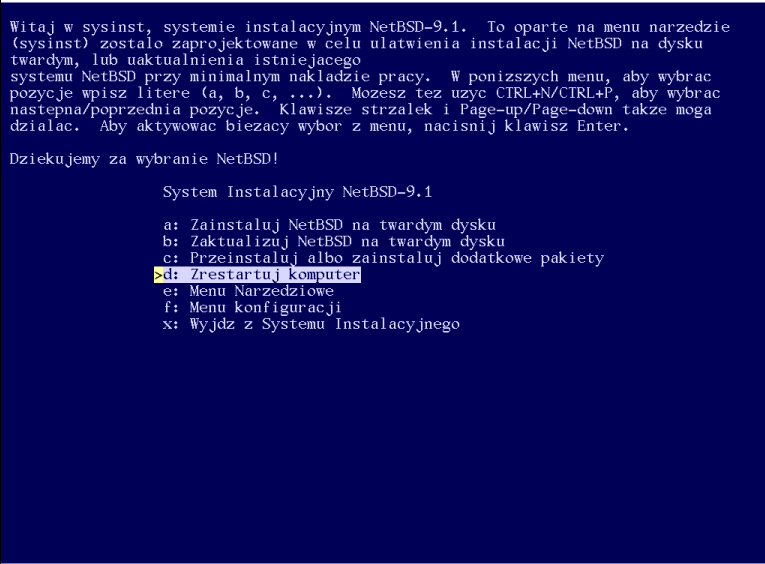 Witaj w sysinst, systemie instalacyjnym NetBSD-9.1.  To oparte na menu narzedzie
(sysinst) zostalo zaprojektowane w celu ulatwienia instalacji NetBSD na dysku
twardym, lub uaktualnienia istniejacego
systemu NetBSD przy minimalnym nakladzie pracy.  W ponizszych menu, aby wybrac
pozycje wpisz litere (a, b, c, ...).  Mozesz tez uzyc CTRL+N/CTRL+P, aby wybrac
nastepna/poprzednia pozycje.  Klawisze strzalek i Page-up/Page-down takze moga
dzialac.  Aby aktywowac biezacy wybor z menu, nacisnij klawisz Enter.
Dziekujemy za wybranie NetBSD!
System Instalacyjny NetBSD-9.1
a: Zainstaluj NetBSD na twardym dysku
b: Zaktualizuj NetBSD na twardym dysku
c: Przeinstaluj albo zainstaluj dodatkowe pakiety
>d: Zrestartuj komputer
e: Menu Narzedziowe
f: Menu konfiguracji
x: Wyjdz z Systemu Instalacyjnego